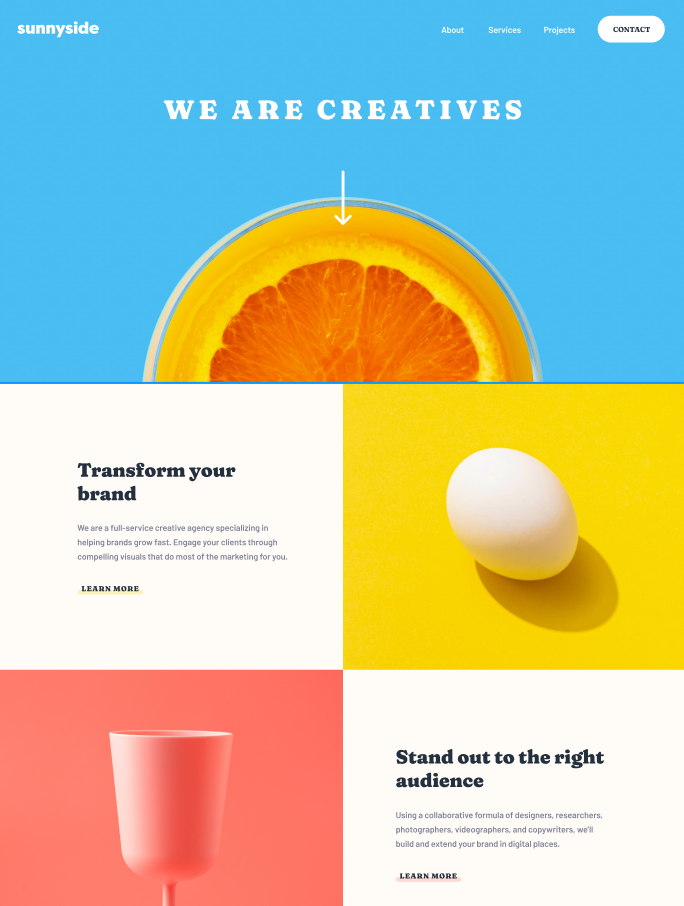 sunnyside
About Services Projects CONTACT
WE ARE CREATIVES
Transform your
brand
We are a full-service creative agency specializing in
helping brands grow fast. Engage your clients through
compelling visuals that do most of the marketing for you.
LEARN MORE
Stand out to the right
audience
Using a collaborative formula of designers, researchers,
photographers, videographers, and copywriters, we'll
build and extend your brand in digital places.
LEARN MORE